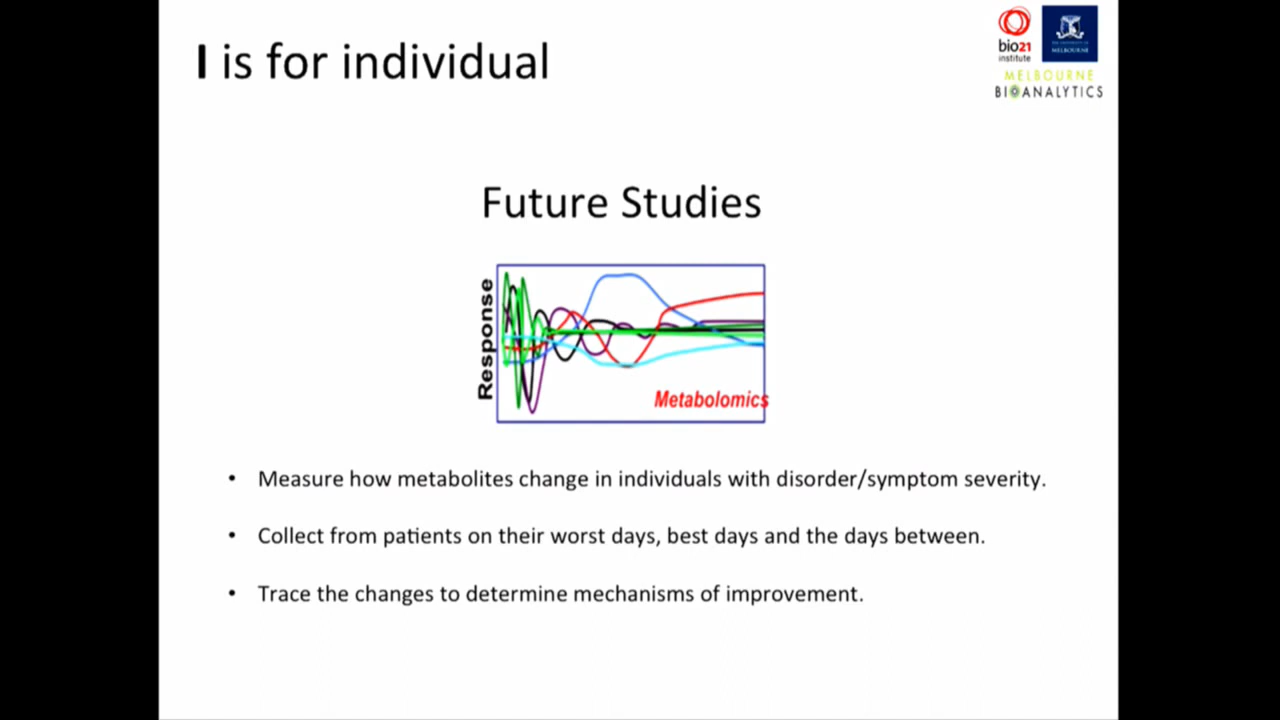 I is for individual
bio21
institute
MELBOURNE
MELBOURNE
BIOANALYTICS
Future Studies
Response
Metabolomics
• Measure how metabolites change in individuals with disorder/symptom severity.
• Collect from patients on their worst days, best days and the days between.
• Trace the changes to determine mechanisms of improvement.